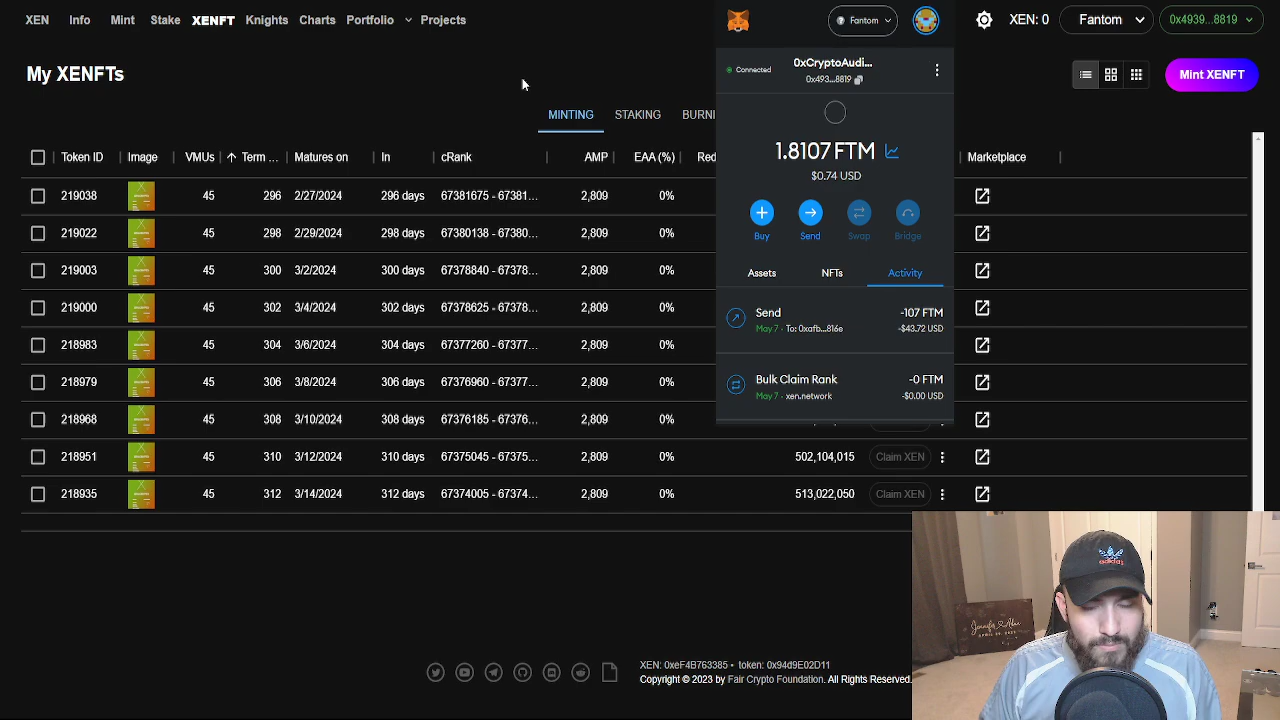 XEN Info Mint Stake XENFT Knights Charts Portfolio Projects
Fantom
XEN: 0 Fantom 0x4939...8819
My XENFTs
Mint XENFT
Connected 0xCryptoAudi...
0x493...8819
MINTING STAKING BURNI
1.8107 FTM
$0.74 USD
Buy Send Swap Bridge
Assets NFTs Activity
Send -107 FTM
May 7 · To: 0xafb...816e -$43.72 USD
Bulk Claim Rank -0 FTM
May 7 · xen.network -$0.00 USD
Token ID Image VMUs Term ... Matures on In cRank AMP EAA (%) Red Marketplace
219038 45 296 2/27/2024 296 days 67381675 - 67381... 2,809 0%
219022 45 298 2/29/2024 298 days 67380138 - 67380... 2,809 0%
219003 45 300 3/2/2024 300 days 2,809 0%
219000 45 302 3/4/2024 302 days 2,809 0%
218983 45 304 3/6/2024 304 days 67377260 - 67377... 2,809 0%
218979 45 306 3/8/2024 306 days 2,809 0%
218968 45 308 3/10/2024 308 days 67376185 - 67376... 2,809 0%
218951 45 310 3/12/2024 310 days 67375045 - 67375... 2,809 0% 502,104,015 Claim XEN
218935 45 312 3/14/2024 312 days 2,809 0% 513,022,050 Claim XEN
XEN: 0xeF4B763385 • token: 0x94d9E02D11
Copyright © 2023 by Fair Crypto Foundation. All Rights Reserved.
adidas